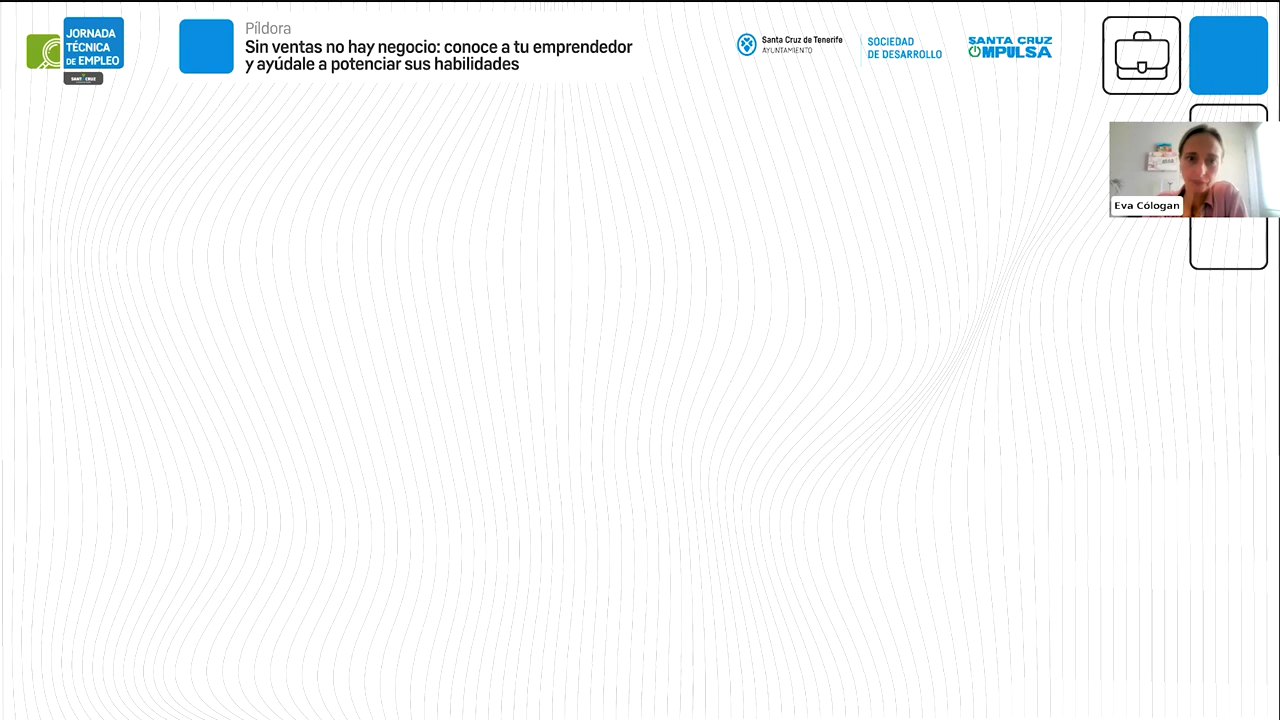 JORNADA
TÉCNICA
DE EMPLEO
Píldora
Sin ventas no hay negocio: conoce a tu emprendedor
y ayúdale a potenciar sus habilidades
Santa Cruz de Tenerife
AYUNTAMIENTO
SOCIEDAD
DE DESARROLLO
SANTA CRUZ
MPULSA
Eva Cólogan